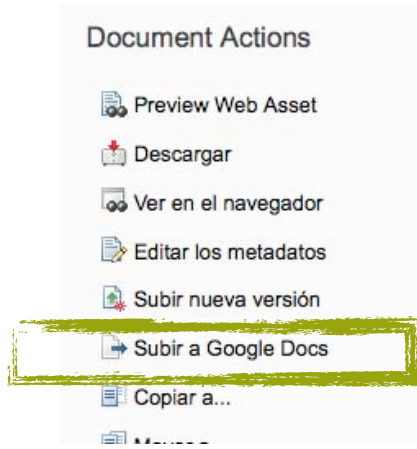 Document Actions
Preview Web Asset
Descargar
Ver en el navegador
Editar los metadatos
Subir nueva versión
Subir a Google Docs
Copiar a...